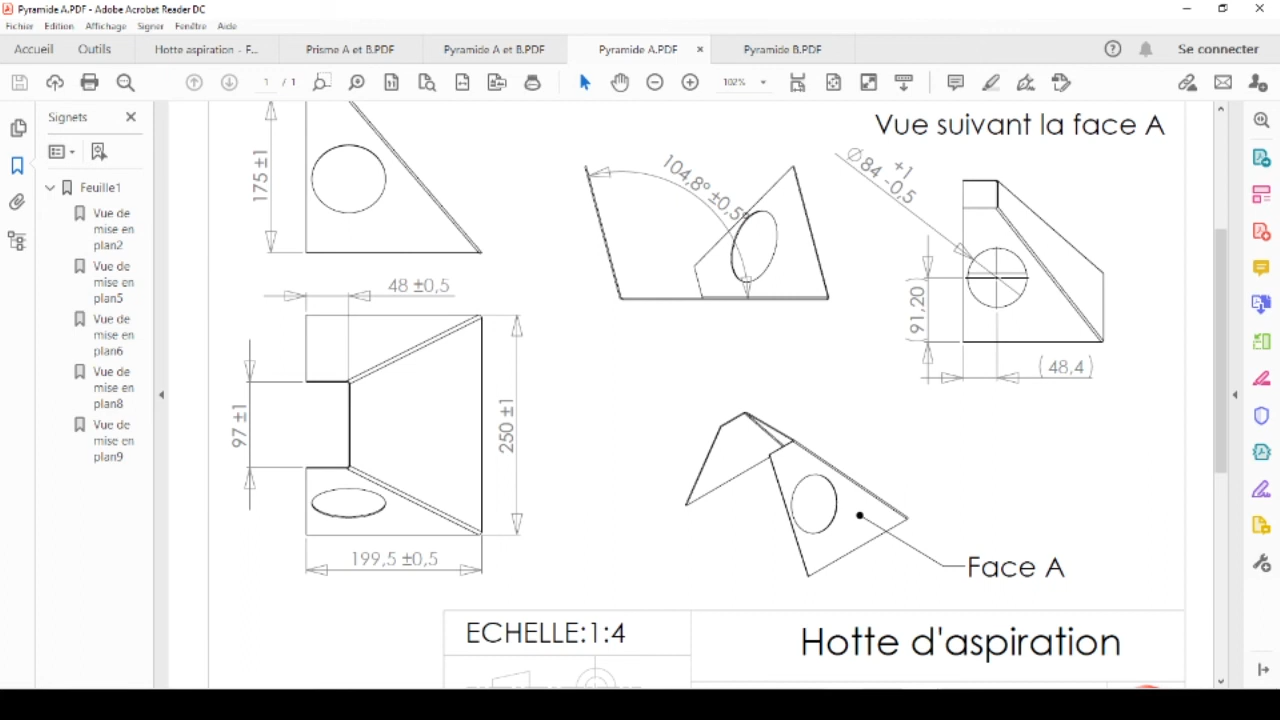 Pyramide A.PDF - Adobe Acrobat Reader DC
Fichier Edition Affichage Signer Fenêtre Aide
Accueil Outils Hotte aspiration - F... Prisme A et B.PDF Pyramide A et B.PDF Pyramide A.PDF × Pyramide B.PDF Se connecter
1 / 1 102%
Signets
Feuille1
Vue de
mise en
plan2
Vue de
mise en
plan5
Vue de
mise en
plan6
Vue de
mise en
plan8
Vue de
mise en
plan9
Vue suivant la face A
175 ±1
104,8° ±0,5°
Ø84 +1 -0,5
(91,20)
(48,4)
48 ±0,5
97 ±1
250 ±1
199,5 ±0,5
Face A
ECHELLE:1:4
Hotte d'aspiration